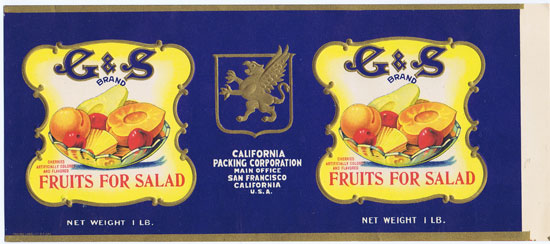 G & S
BRAND
CHERRIES
ARTIFICIALLY COLORED
AND FLAVORED
FRUITS FOR SALAD
NET WEIGHT 1 LB.
CALIFORNIA
PACKING CORPORATION
MAIN OFFICE
SAN FRANCISCO
CALIFORNIA
U.S.A.
G & S
BRAND
CHERRIES
ARTIFICIALLY COLORED
AND FLAVORED
FRUITS FOR SALAD
NET WEIGHT 1 LB.